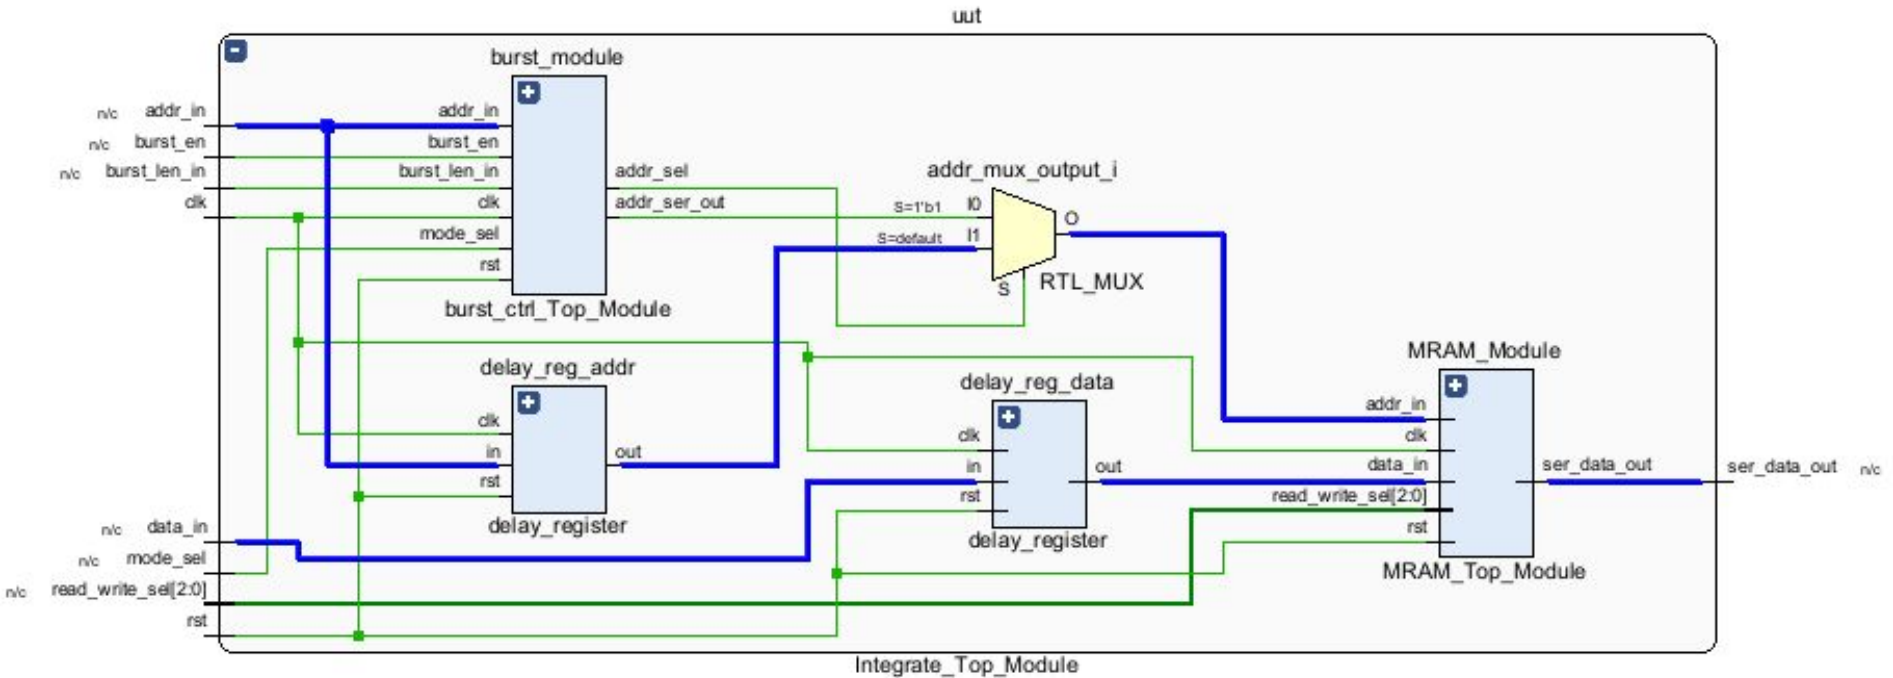 uut
burst_module
n/c addr_in
addr_in
n/c burst_en
burst_en
n/c burst_len_in
burst_len_in
clk
clk
mode_sel
rst
addr_sel
addr_ser_out
burst_ctrl_Top_Module
addr_mux_output_i
S=1'b1 I0
S=default I1
O
S
RTL_MUX
delay_reg_addr
clk
in
rst
out
delay_register
delay_reg_data
clk
in
rst
out
delay_register
MRAM_Module
addr_in
clk
data_in
read_write_sel[2:0]
rst
ser_data_out
ser_data_out n/c
MRAM_Top_Module
n/c data_in
n/c mode_sel
n/c read_write_sel[2:0]
rst
Integrate_Top_Module